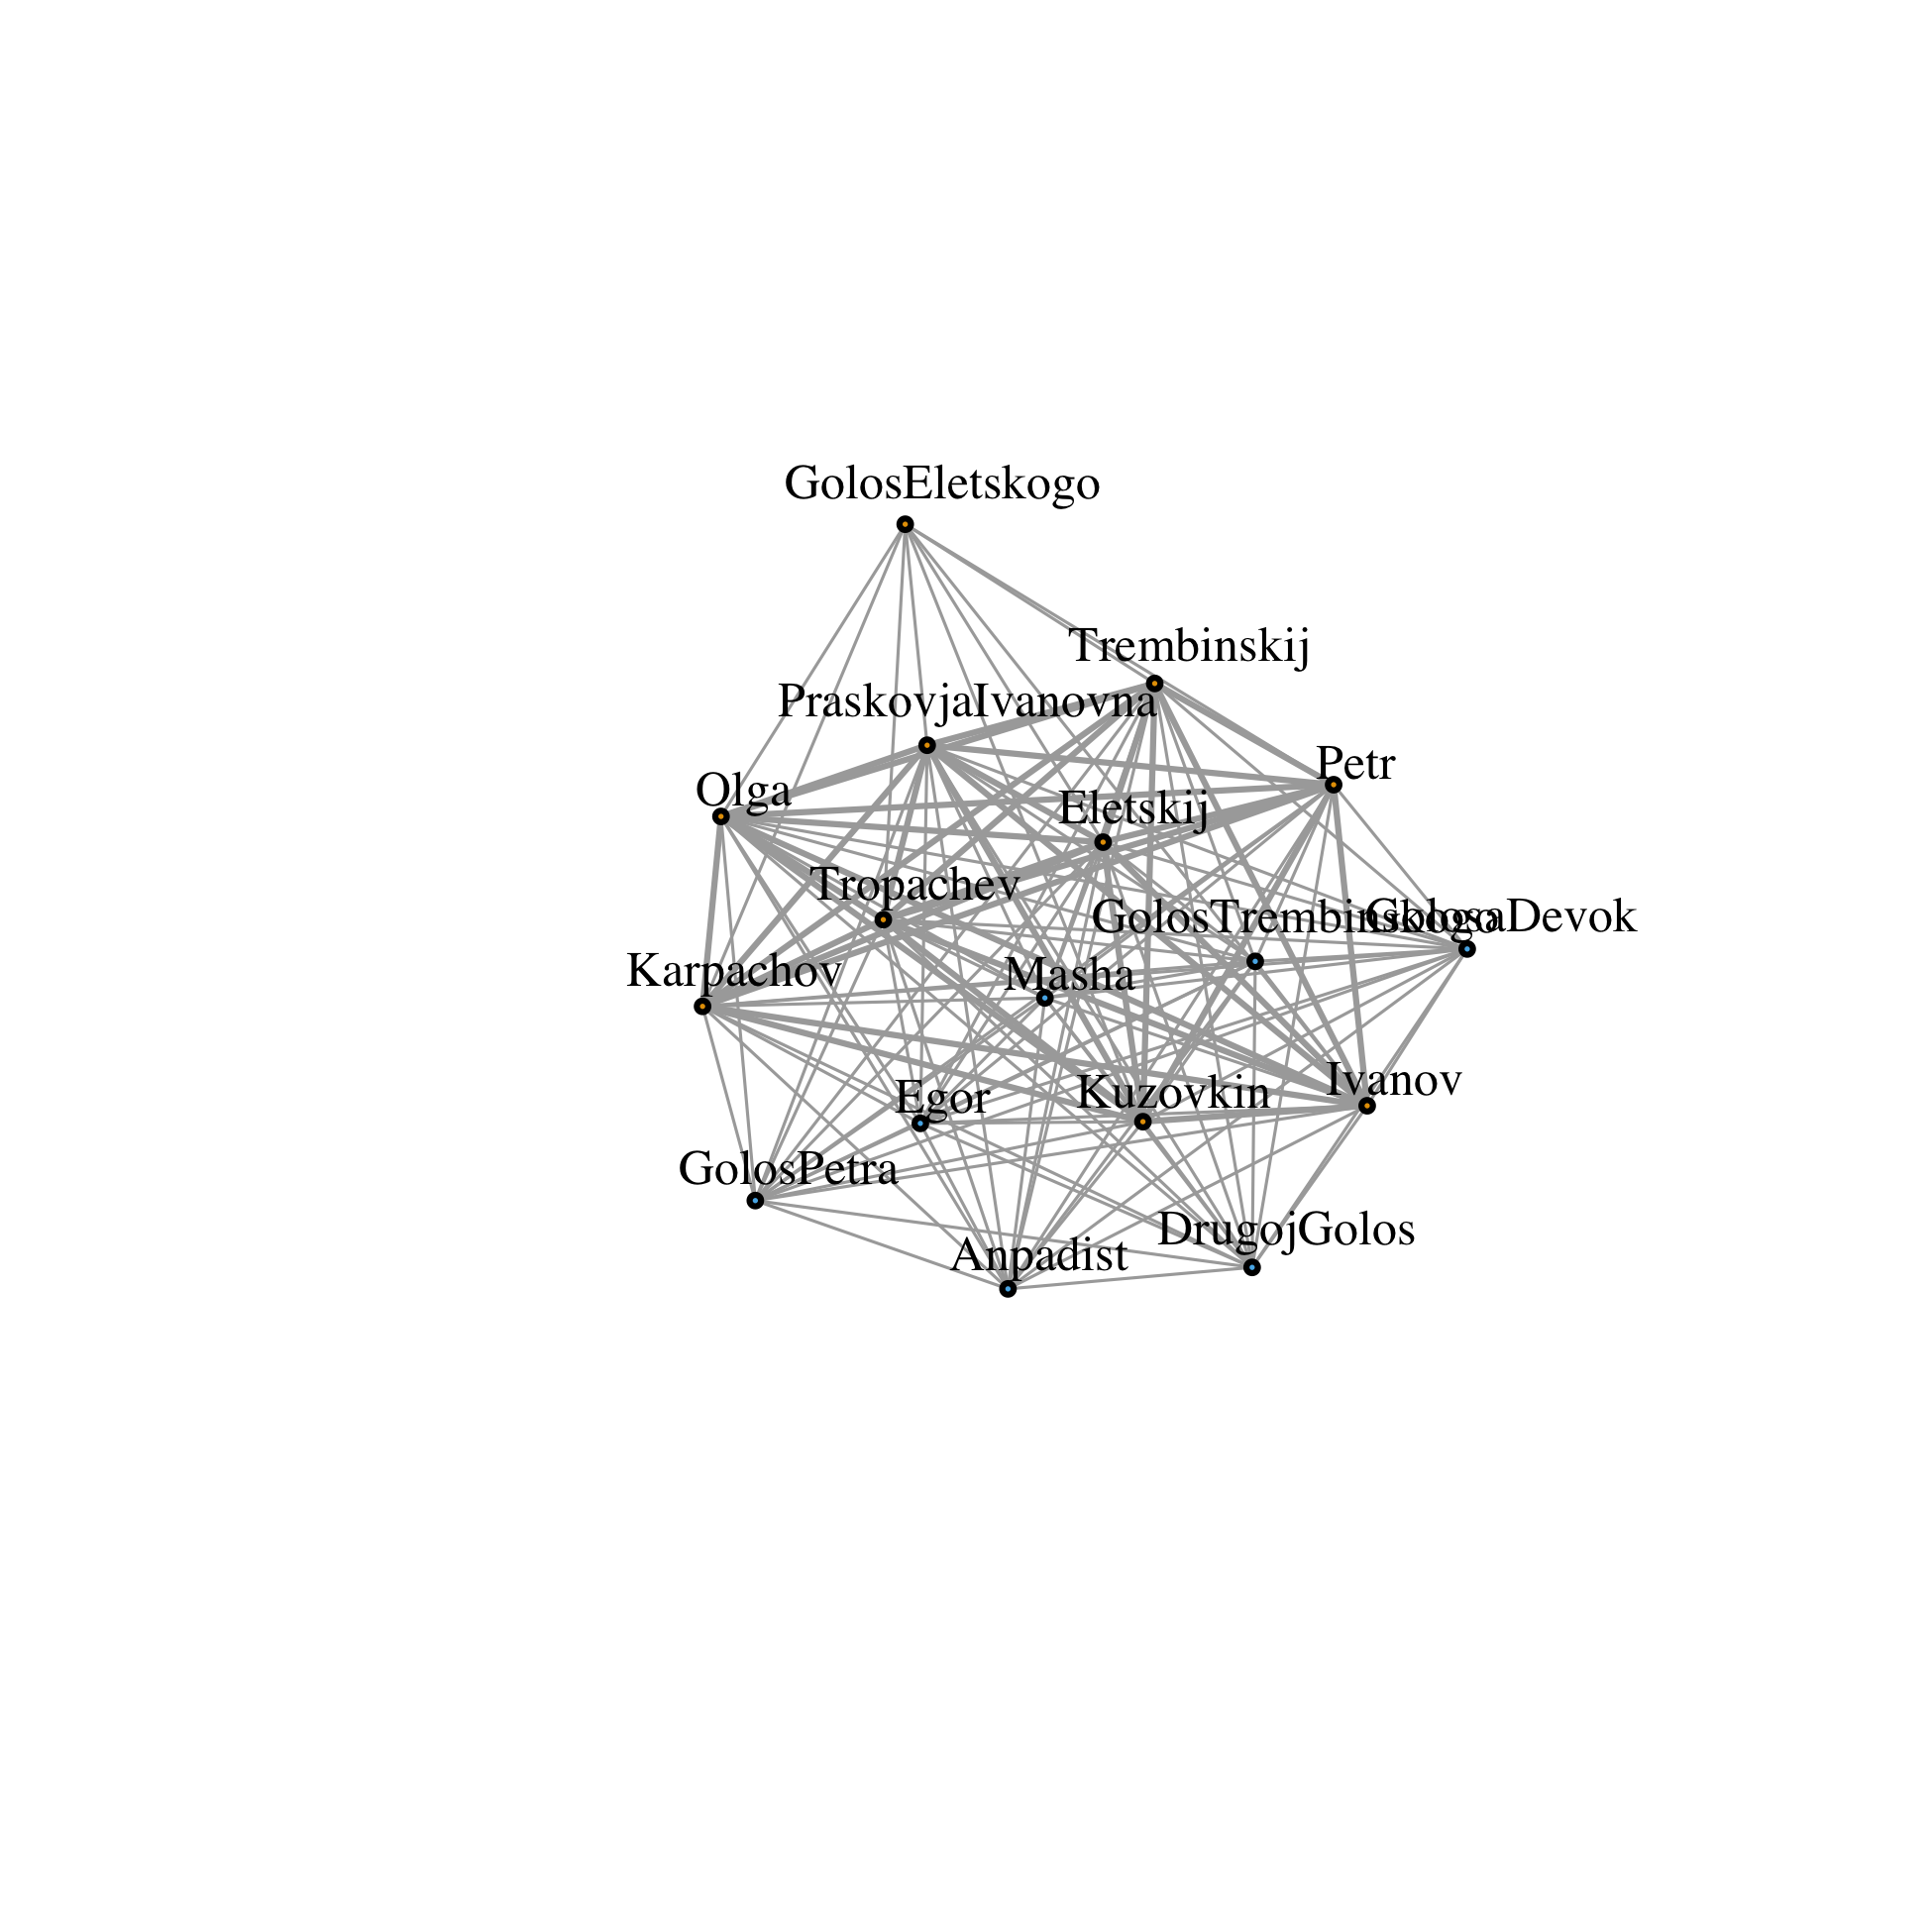 GolosEletskogo
Trembinskij
PraskovjaIvanovna
Petr
Olga
Eletskij
Tropachev
GolosTrembinskogo
GolosaDevok
Karpachov
Masha
Ivanov
Kuzovkin
Egor
GolosPetra
DrugojGolos
Anpadist